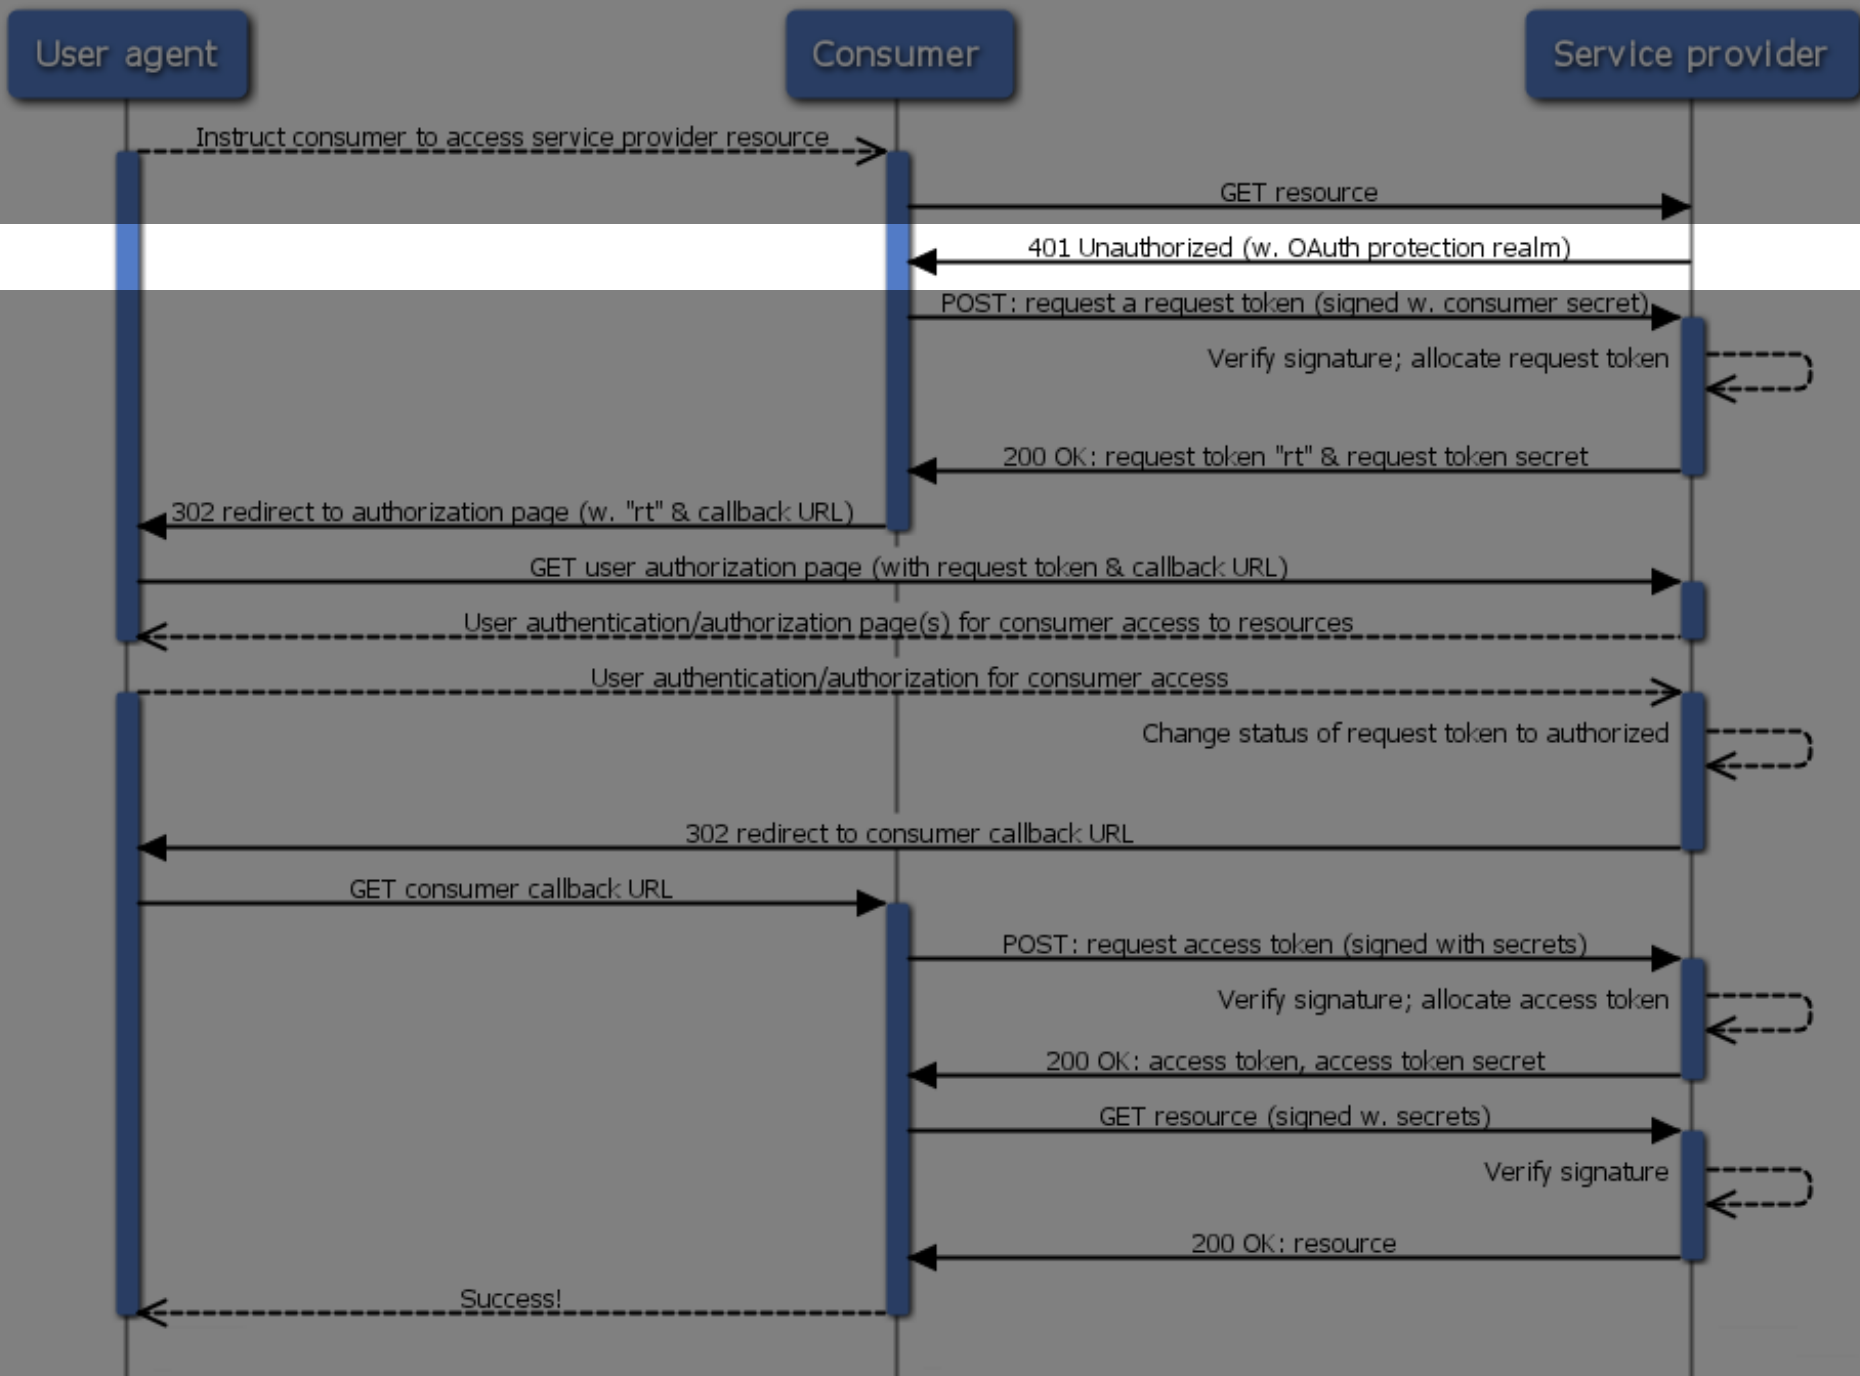 User agent
Consumer
Service provider
Instruct consumer to access service provider resource
GET resource
401 Unauthorized (w. OAuth protection realm)
POST: request a request token (signed w. consumer secret)
Verify signature; allocate request token
200 OK: request token "rt" & request token secret
302 redirect to authorization page (w. "rt" & callback URL)
GET user authorization page (with request token & callback URL)
User authentication/authorization page(s) for consumer access to resources
User authentication/authorization for consumer access
Change status of request token to authorized
302 redirect to consumer callback URL
GET consumer callback URL
POST: request access token (signed with secrets)
Verify signature; allocate access token
200 OK: access token, access token secret
GET resource (signed w. secrets)
Verify signature
200 OK: resource
Success!